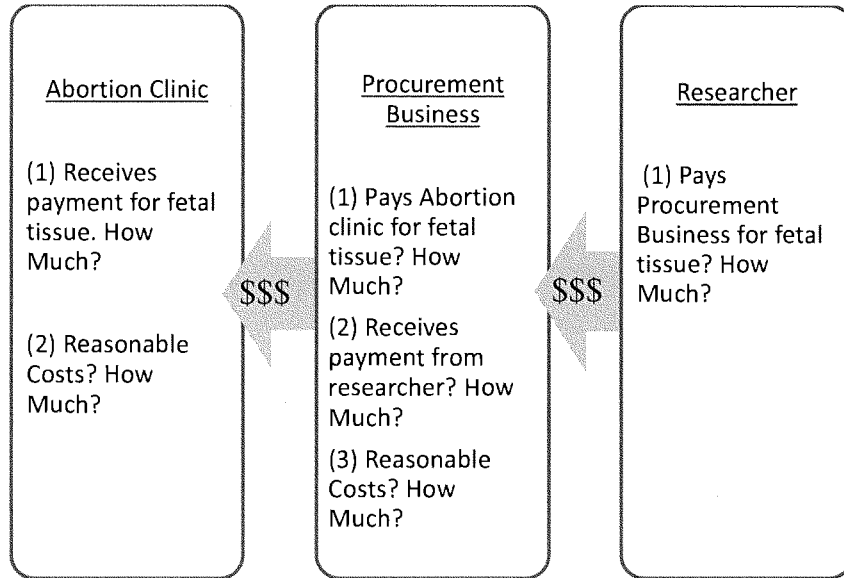 Abortion Clinic
(1) Receives
payment for fetal
tissue. How
Much?
(2) Reasonable
Costs? How
Much?
$$$
Procurement
Business
(1) Pays Abortion
clinic for fetal
tissue? How
Much?
(2) Receives
payment from
researcher? How
Much?
(3) Reasonable
Costs? How
Much?
$$$
Researcher
(1) Pays
Procurement
Business for fetal
tissue? How
Much?